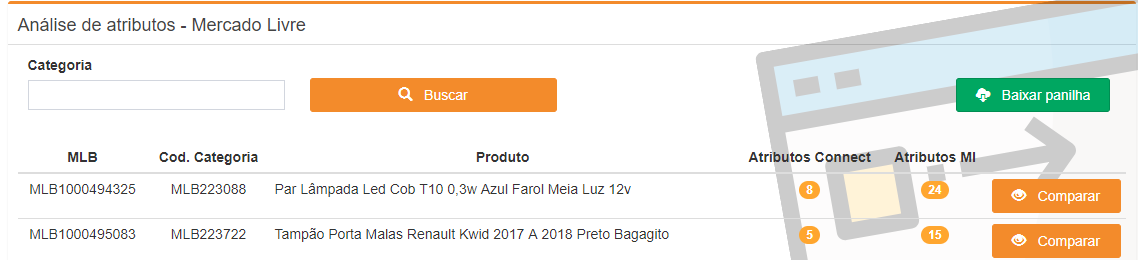 Análise de atributos - Mercado Livre
Categoria
Buscar
Baixar panilha
MLB Cod. Categoria Produto Atributos Connect Atributos Ml
MLB1000494325 MLB223088 Par Lâmpada Led Cob T10 0,3w Azul Farol Meia Luz 12v 8 24 Comparar
MLB1000495083 MLB223722 Tampão Porta Malas Renault Kwid 2017 A 2018 Preto Bagagito 5 15 Comparar